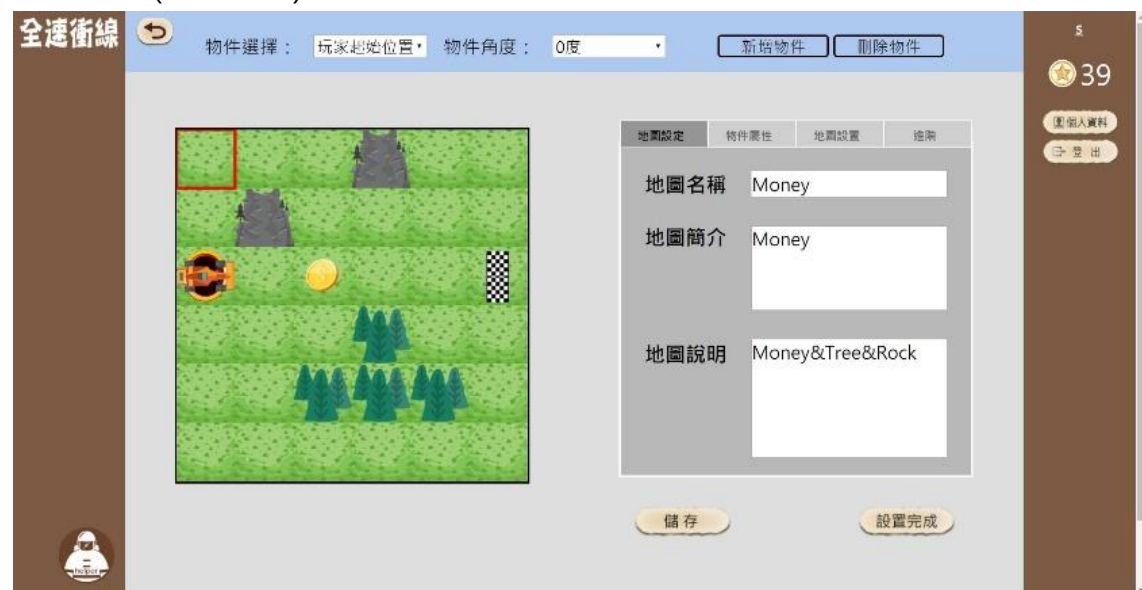 全速衝線
物件選擇： 玩家起始位置 物件角度： 0度 新增物件 刪除物件
s
39
個人資料
登出
地圖設定 物件屬性 地圖設置 進階
地圖名稱 Money
地圖簡介 Money
地圖說明 Money&Tree&Rock
儲存 設置完成
helper